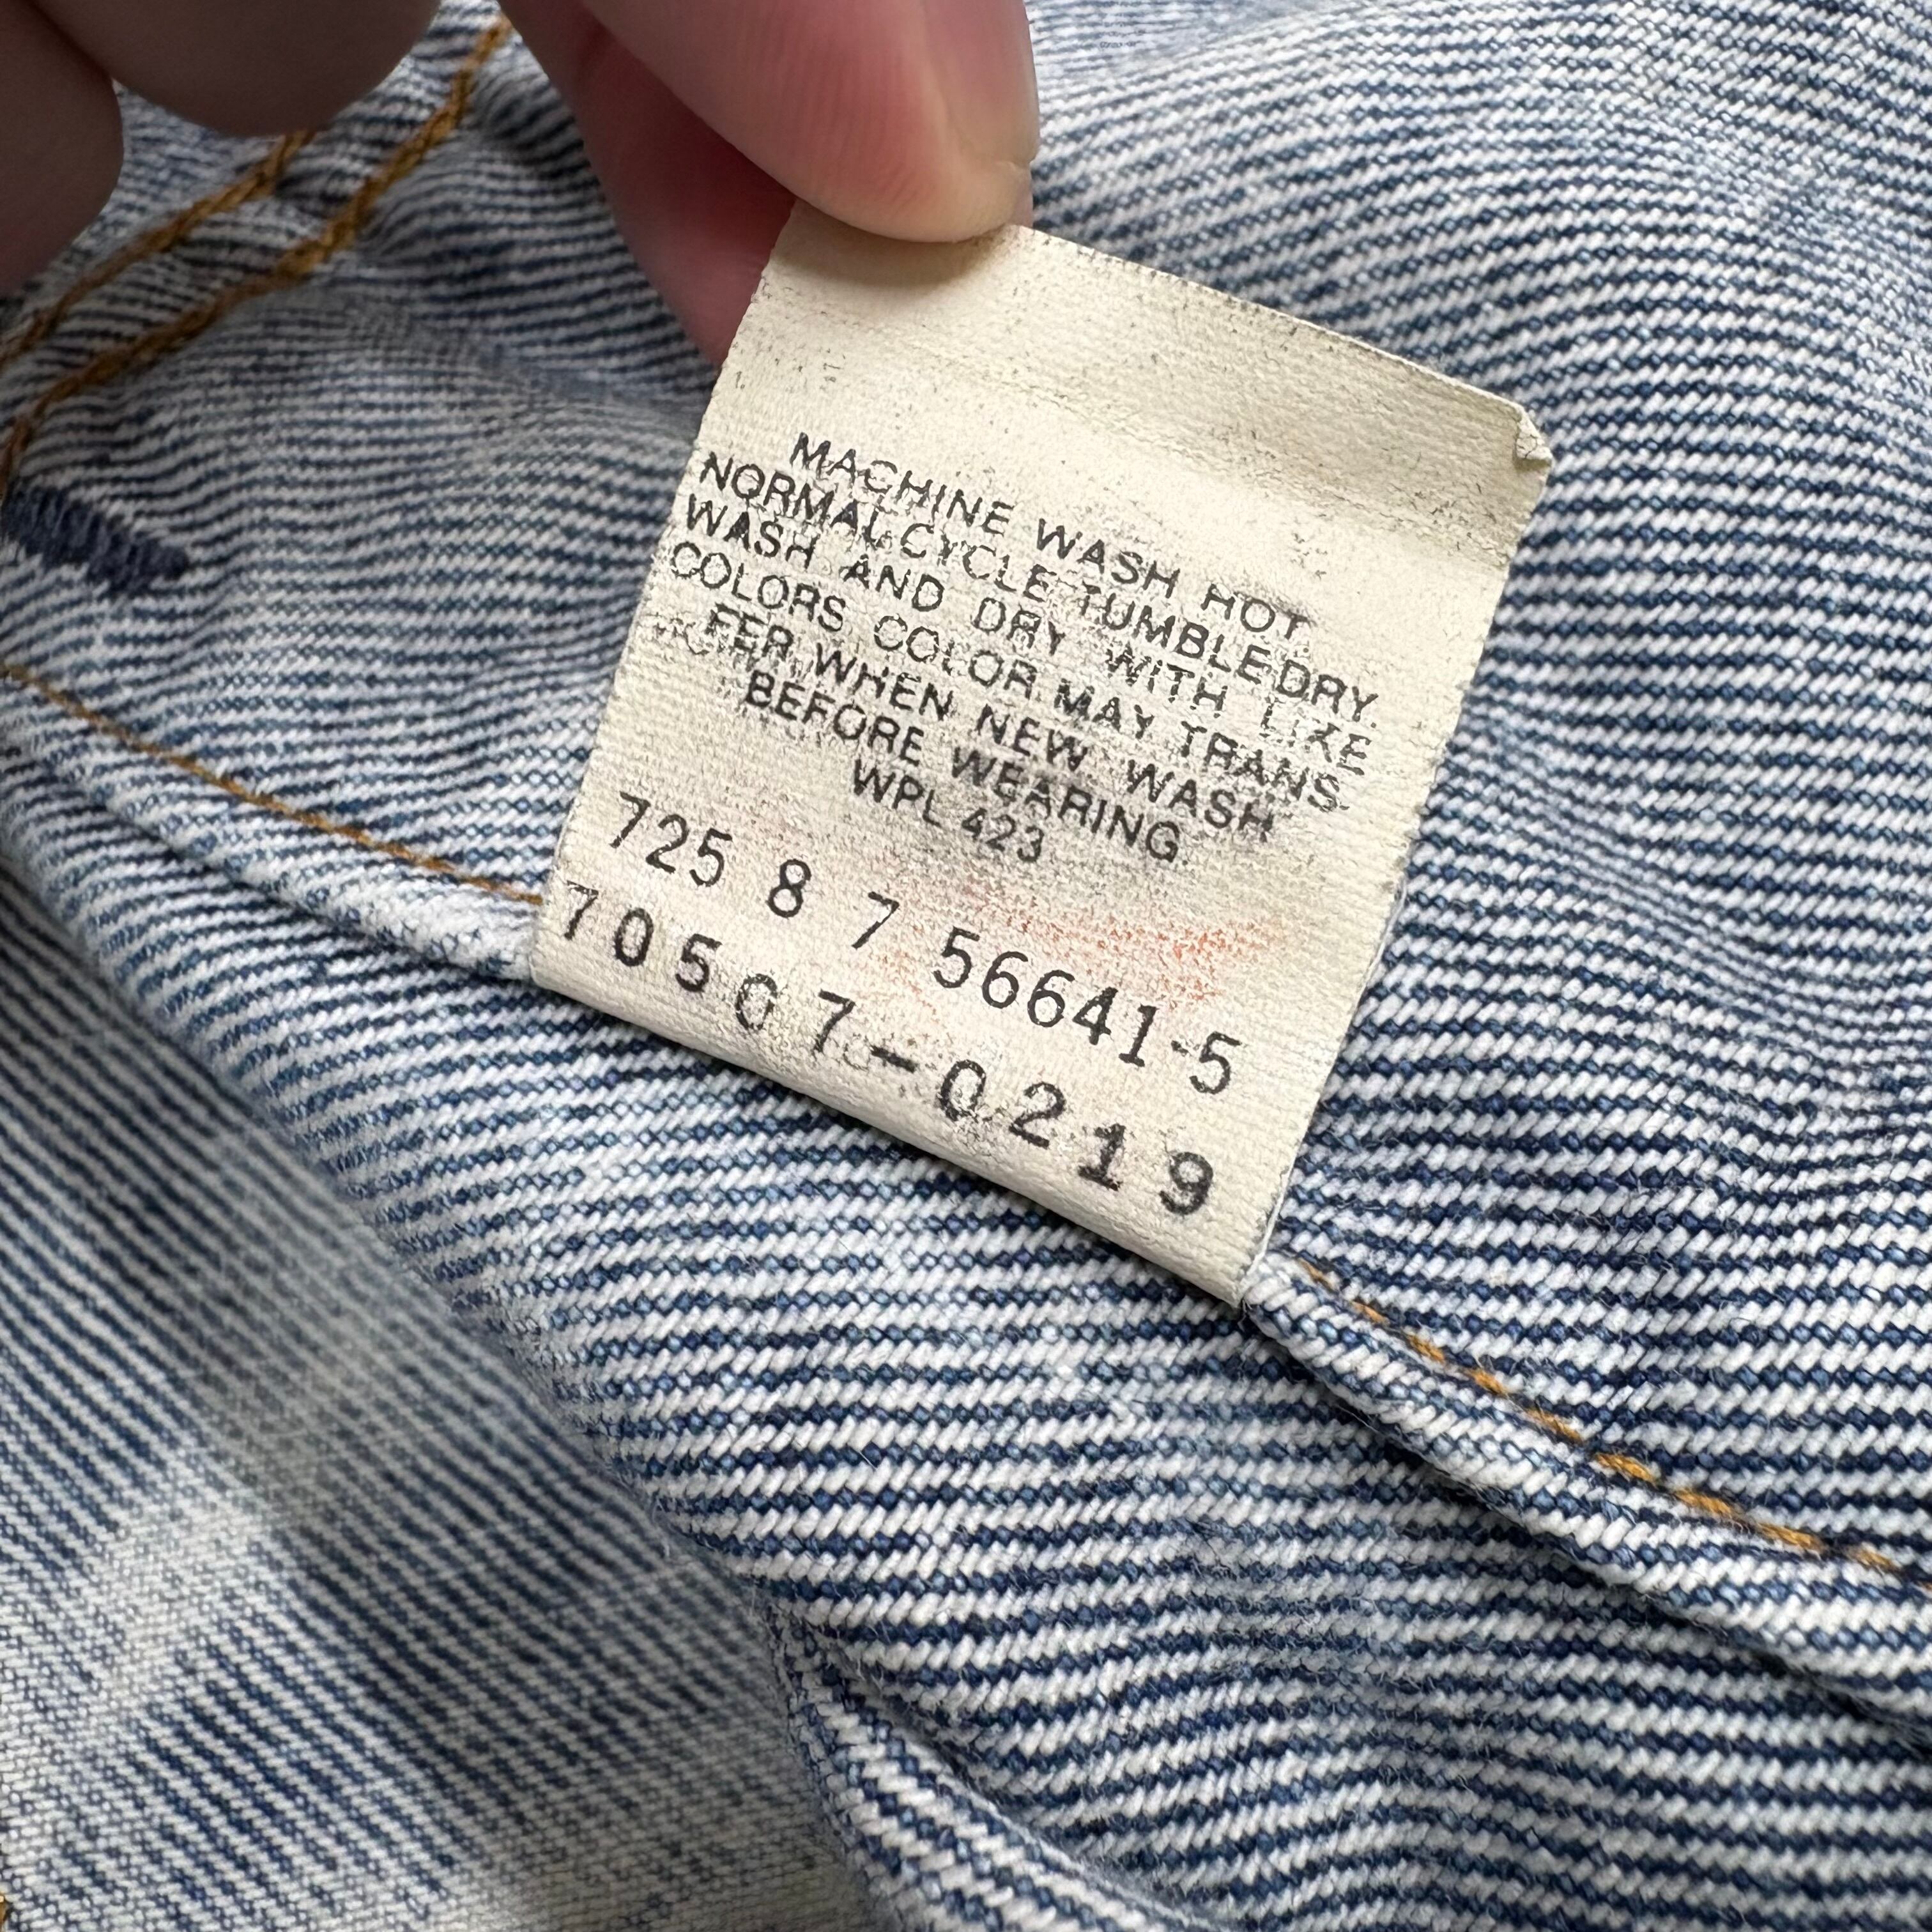 MACHINE WASH HOT
NORMAL CYCLE TUMBLE DRY.
WASH AND DRY WITH LIKE
COLORS COLOR MAY TRANS
FER WHEN NEW WASH
BEFORE WEARING
WPL 423
725 8 7 56641-5
70507-0219